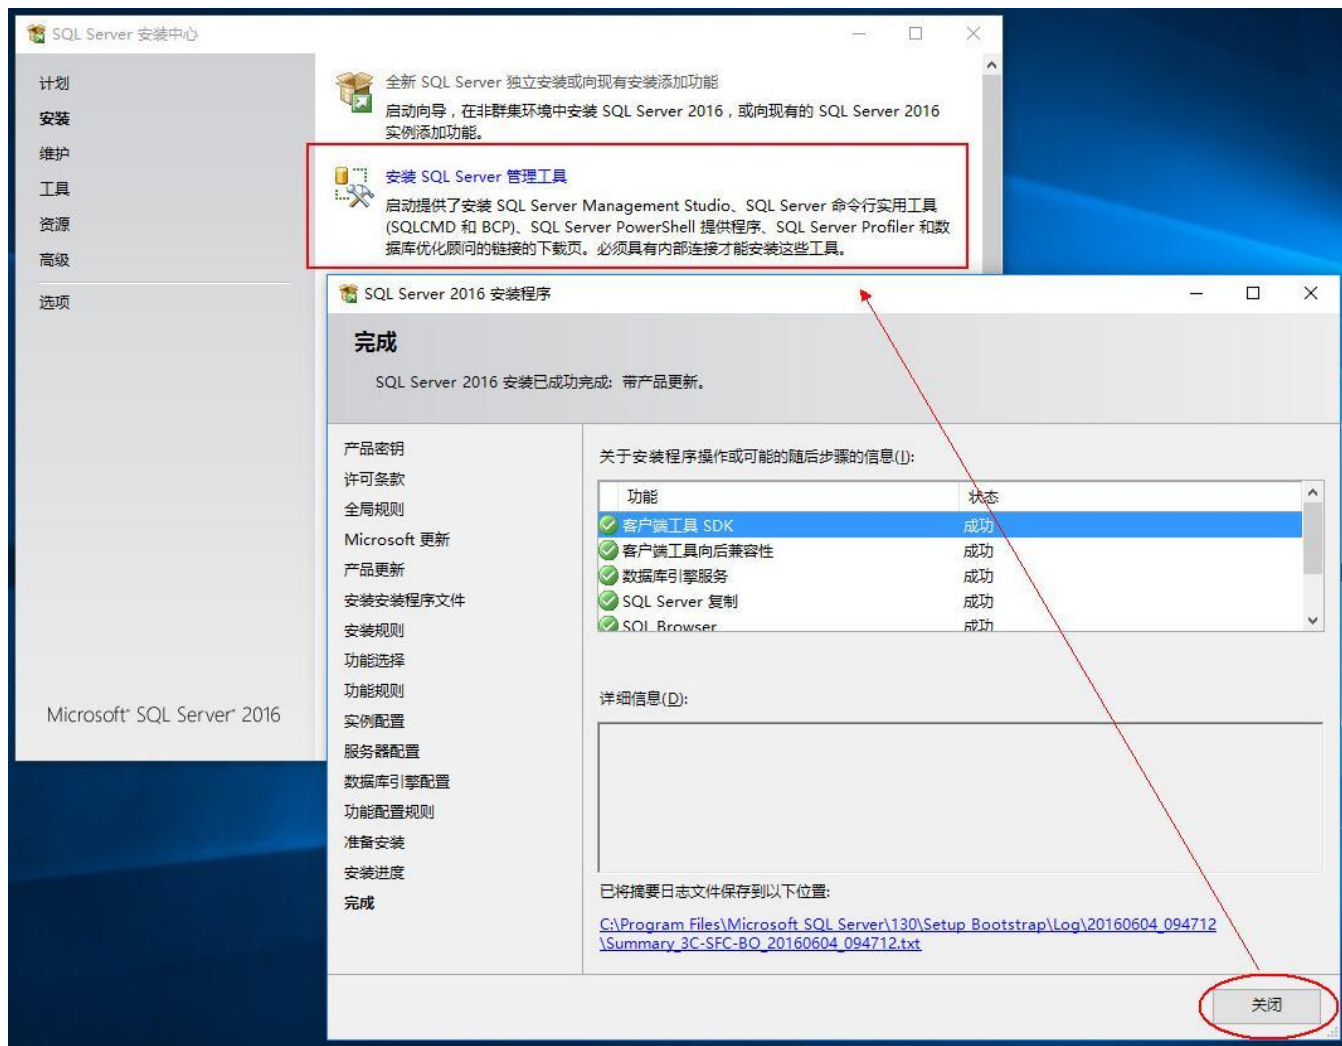 SQL Server 安装中心
计划
安装
维护
工具
资源
高级
选项
Microsoft SQL Server 2016
全新 SQL Server 独立安装或向现有安装添加功能
启动向导，在非群集环境中安装 SQL Server 2016，或向现有的 SQL Server 2016
实例添加功能。
安装 SQL Server 管理工具
启动提供了安装 SQL Server Management Studio、SQL Server 命令行实用工具
(SQLCMD 和 BCP)、SQL Server PowerShell 提供程序、SQL Server Profiler 和数
据库优化顾问的链接的下载页。必须具有内部连接才能安装这些工具。
SQL Server 2016 安装程序
完成
SQL Server 2016 安装已成功完成: 带产品更新。
产品密钥
许可条款
全局规则
Microsoft 更新
产品更新
安装安装程序文件
安装规则
功能选择
功能规则
实例配置
服务器配置
数据库引擎配置
功能配置规则
准备安装
安装进度
完成
关于安装程序操作或可能的随后步骤的信息(I):
功能 状态
客户端工具 SDK 成功
客户端工具向后兼容性 成功
数据库引擎服务 成功
SQL Server 复制 成功
SQL Browser 成功
详细信息(D):
已将摘要日志文件保存到以下位置:
C:\Program Files\Microsoft SQL Server\130\Setup Bootstrap\Log\20160604_094712
\Summary_3C-SFC-BO_20160604_094712.txt
关闭